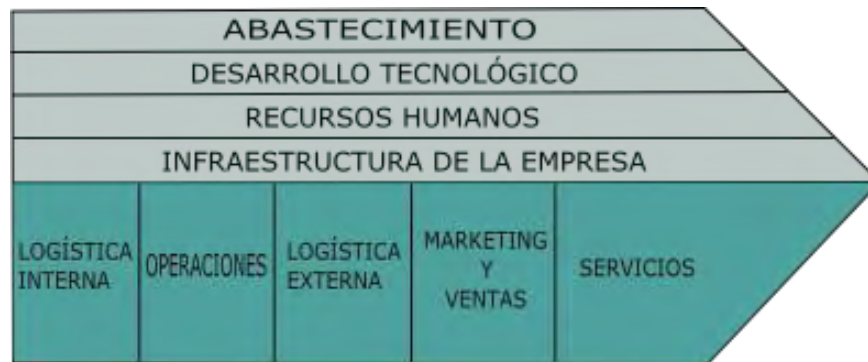 ABASTECIMIENTO
DESARROLLO TECNOLÓGICO
RECURSOS HUMANOS
INFRAESTRUCTURA DE LA EMPRESA
LOGÍSTICA
INTERNA
OPERACIONES
LOGÍSTICA
EXTERNA
MARKETING
Y
VENTAS
SERVICIOS